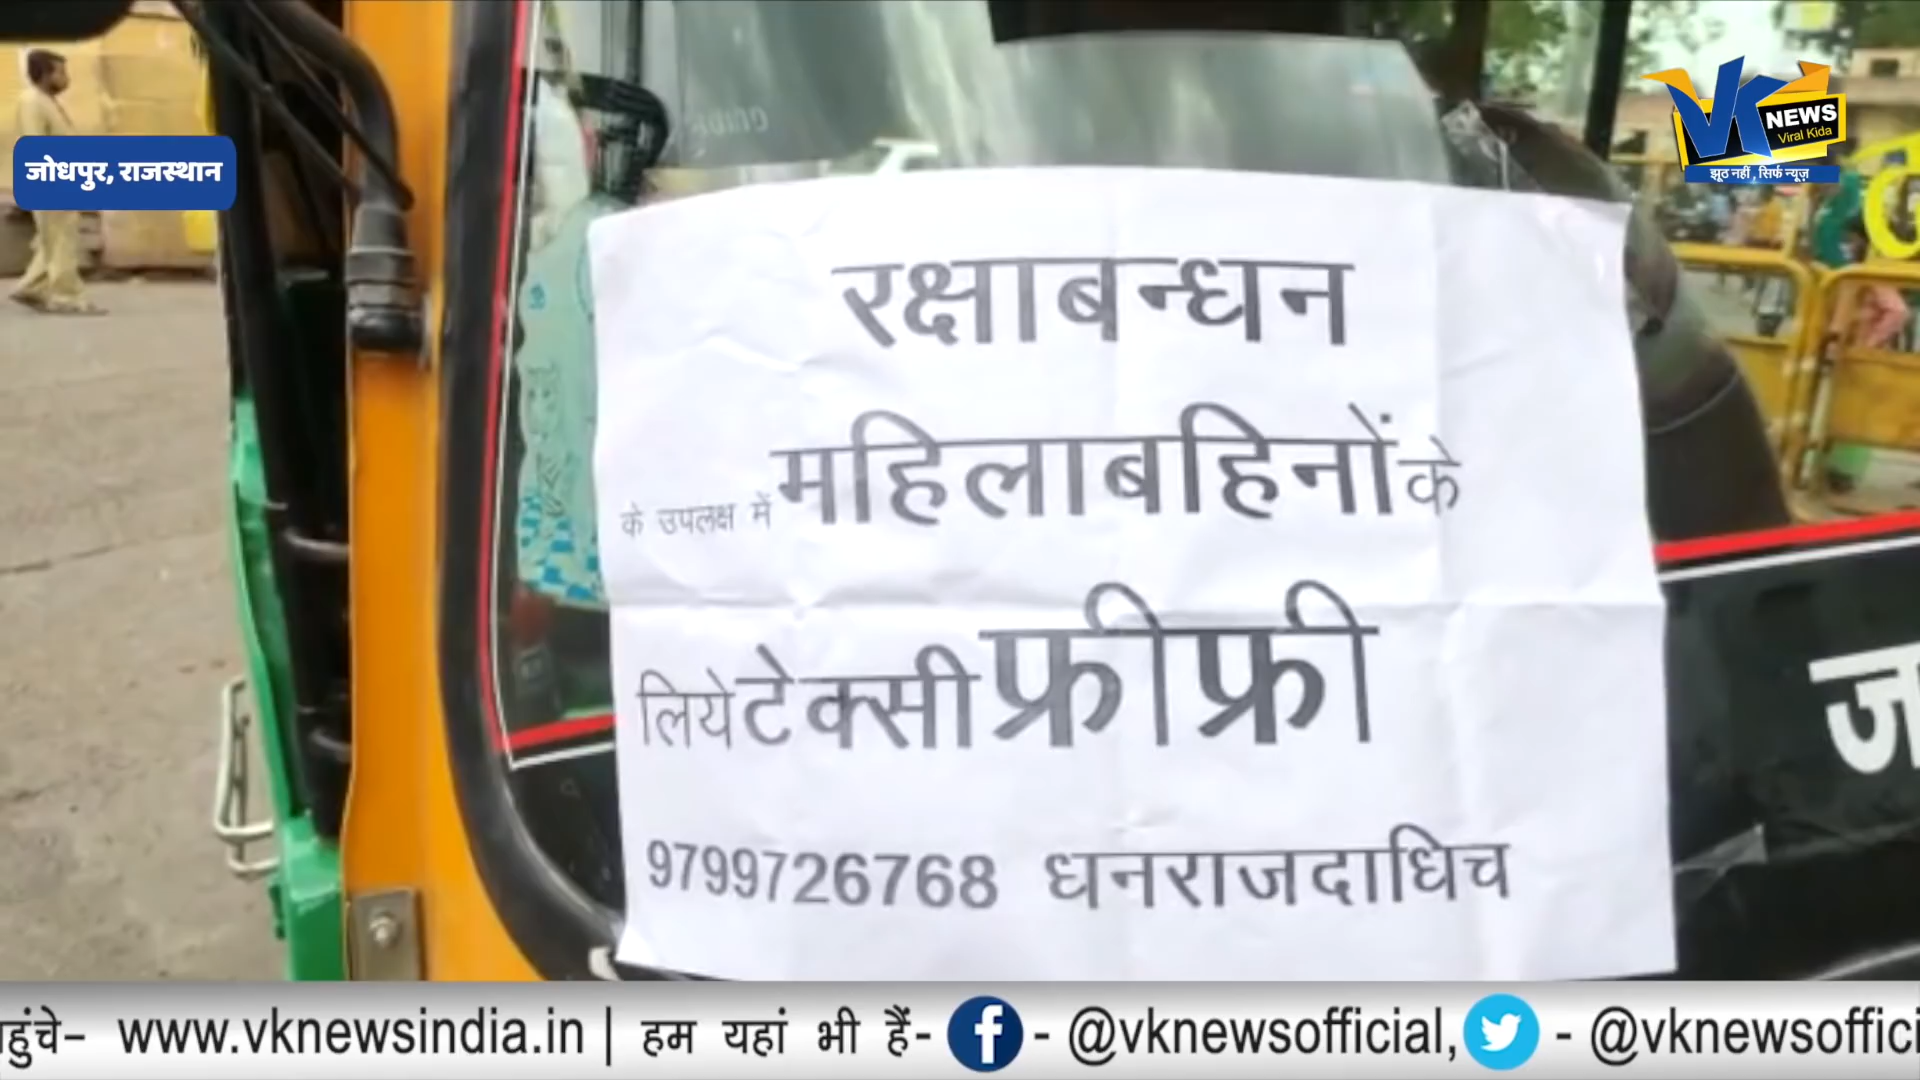 जोधपुर, राजस्थान
VK NEWS
Viral Kida
झूठ नहीं, सिर्फ न्यूज़
रक्षाबन्धन
के उपलक्ष में महिलाबहिनों के
लिये टेक्सी फ्री फ्री
9799726768 धनराजदाधिच
ज
हुंचे- www.vknewsindia.in | हम यहां भी हैं- f - @vknewsofficial, - @vknewsoffici